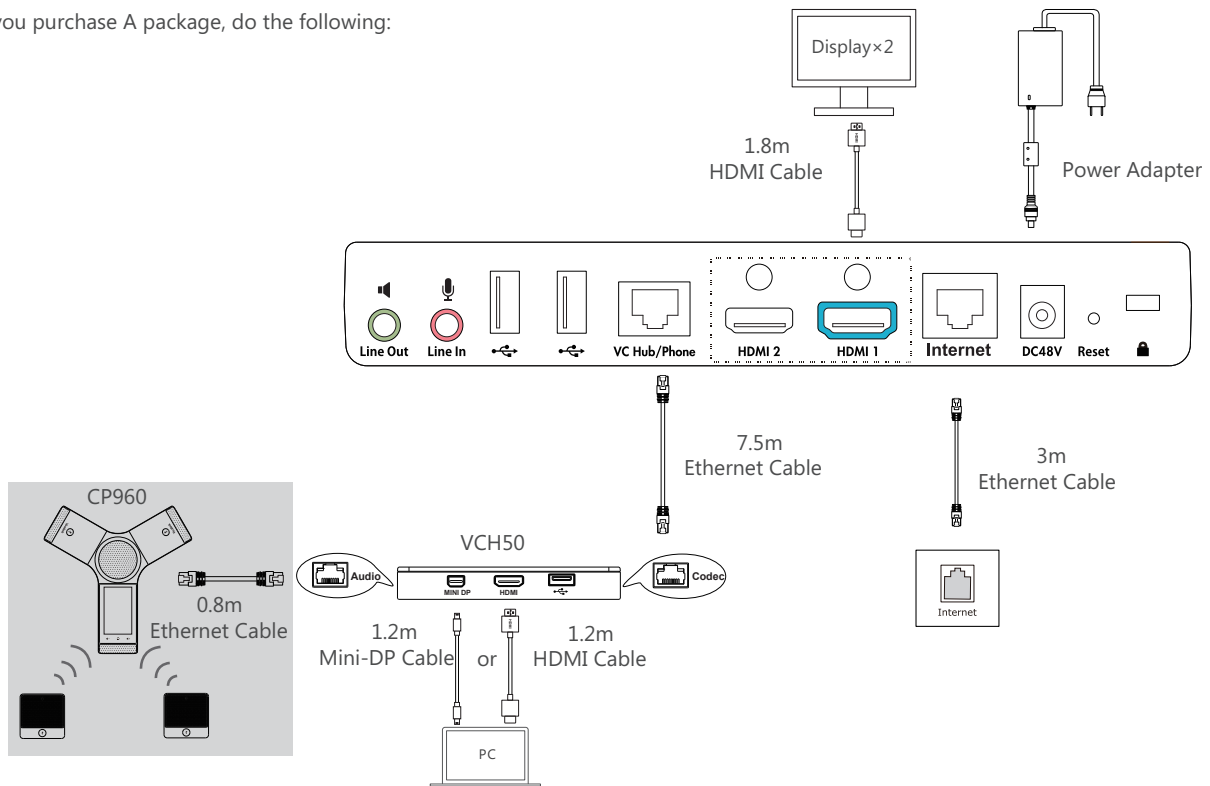 you purchase A package, do the following:
Display×2
1.8m
HDMI Cable
Power Adapter
Line Out
Line In
VC Hub/Phone
HDMI 2
HDMI 1
Internet
DC48V
Reset
7.5m
Ethernet Cable
3m
Ethernet Cable
CP960
0.8m
Ethernet Cable
VCH50
Audio
MINI DP
HDMI
Codec
1.2m
Mini-DP Cable
or
1.2m
HDMI Cable
Internet
PC